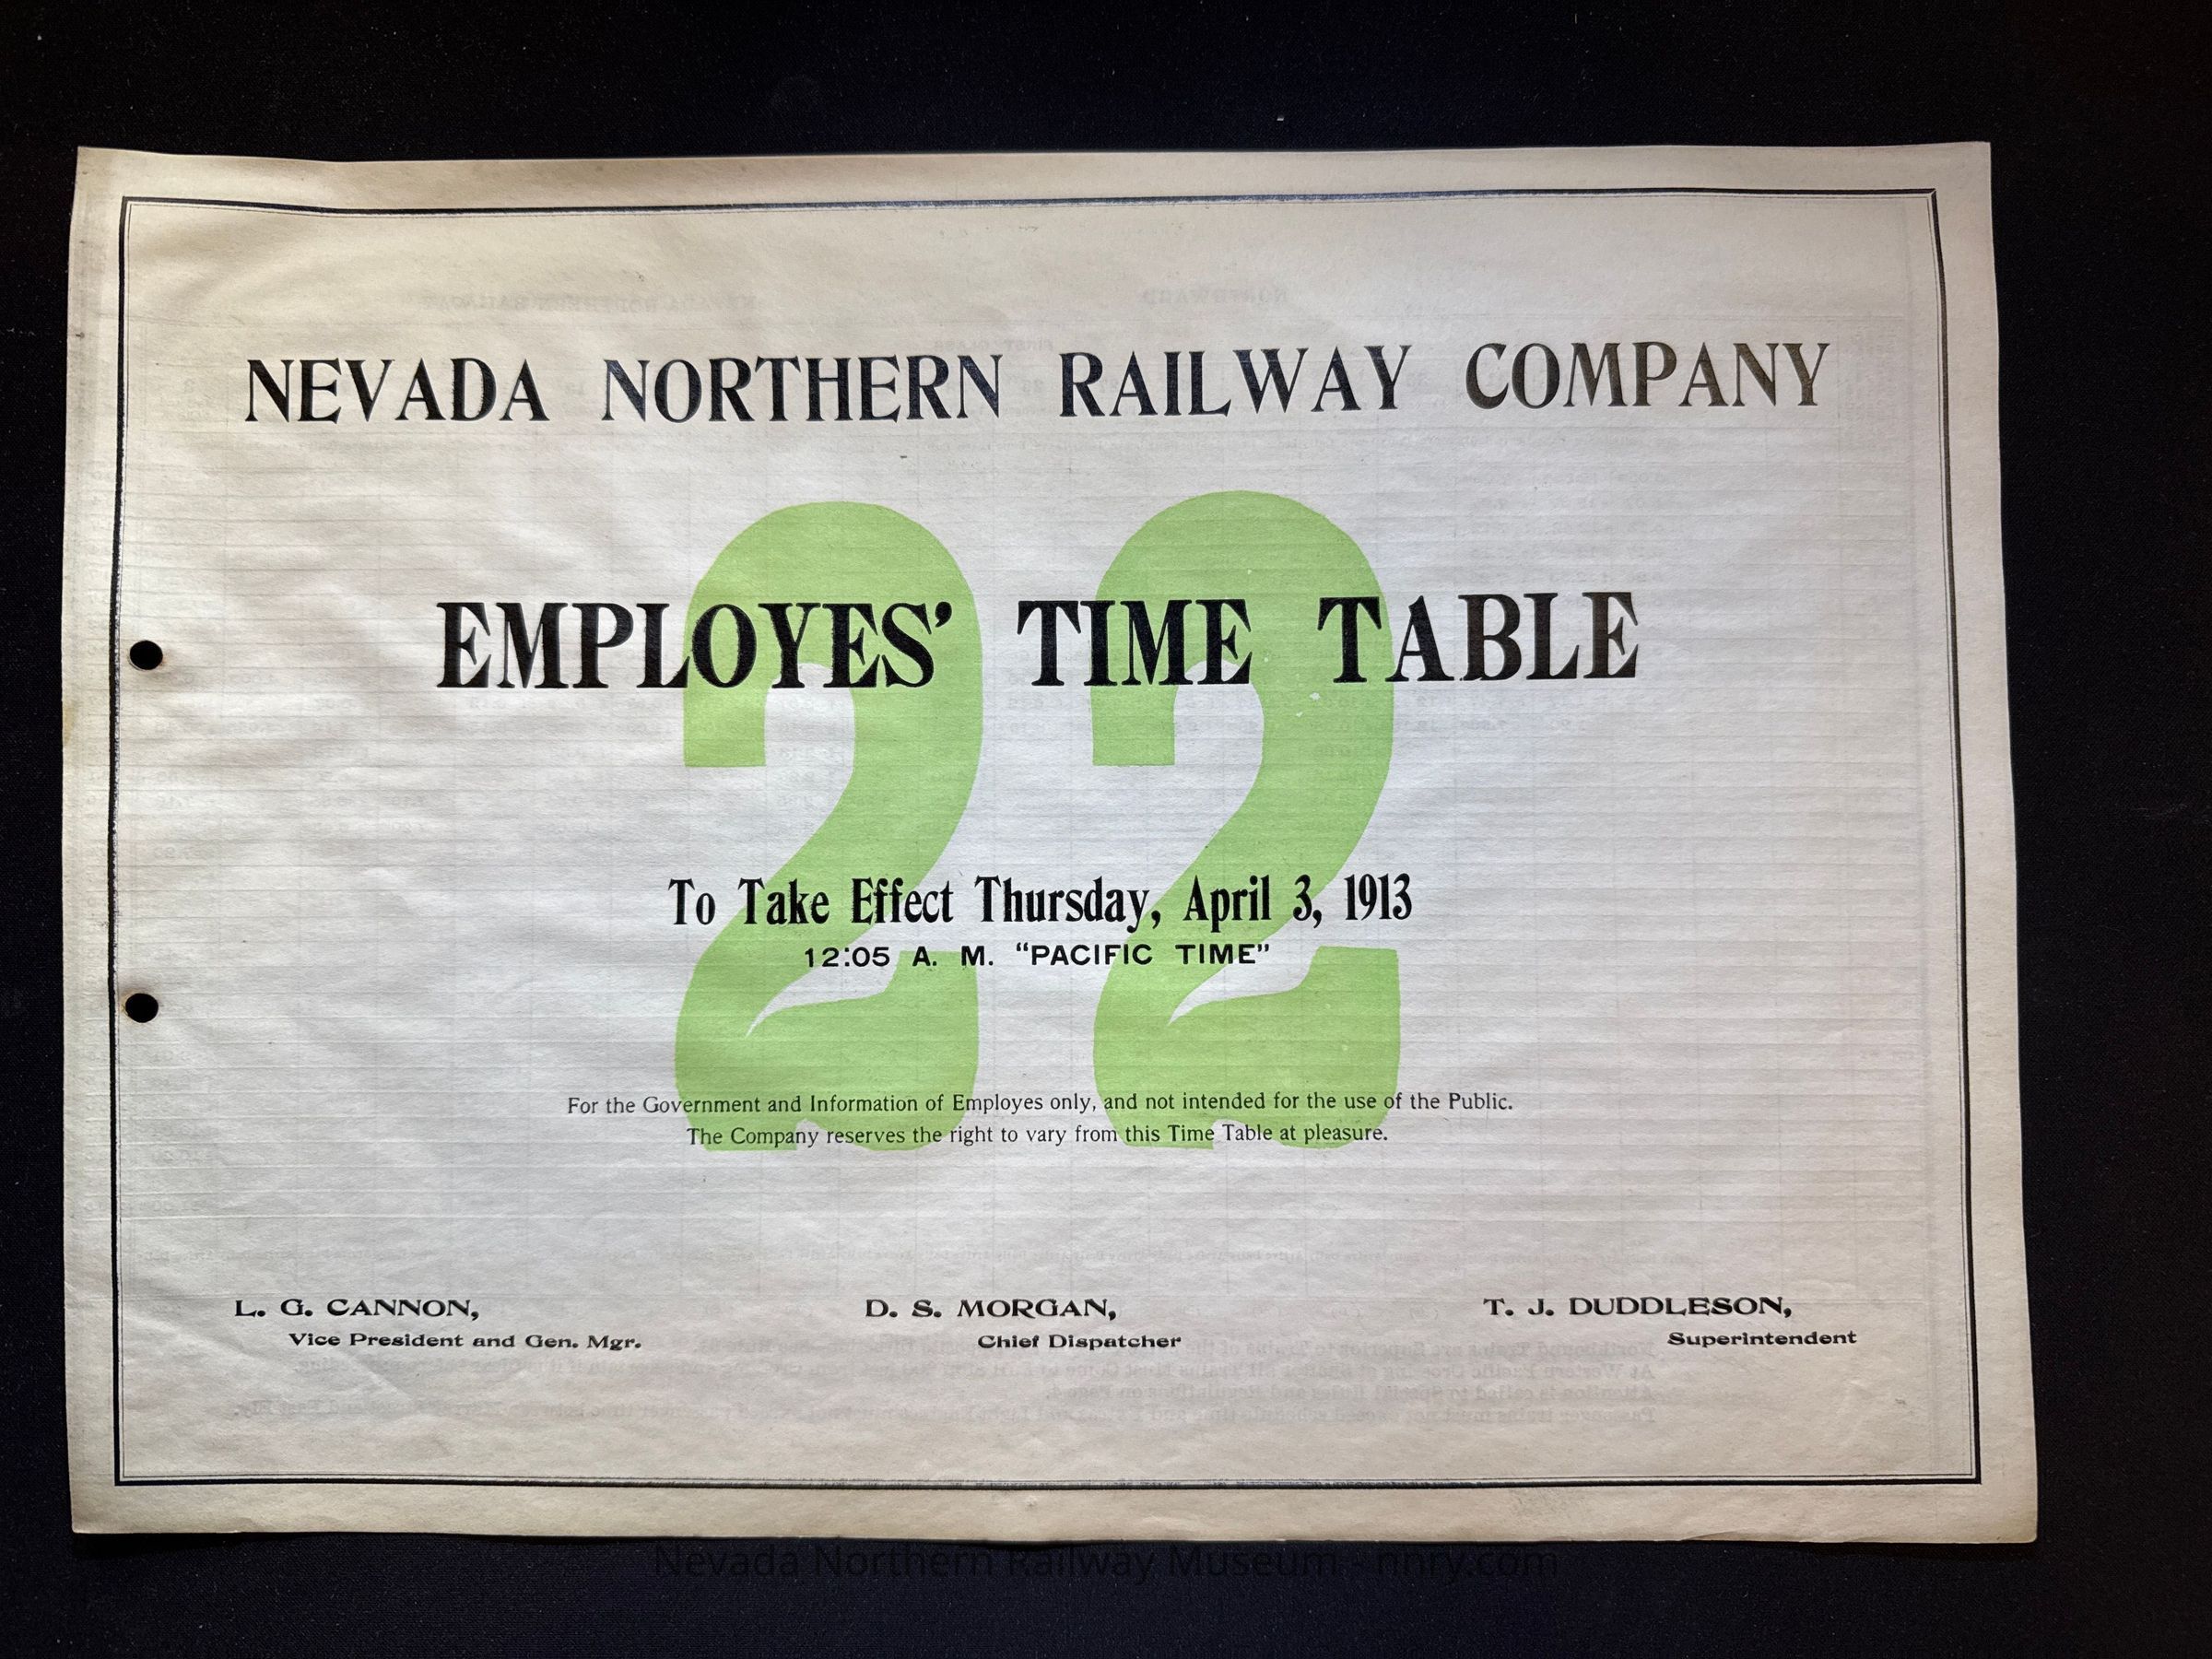 NEVADA NORTHERN RAILWAY COMPANY
22
EMPLOYES' TIME TABLE
To Take Effect Thursday, April 3, 1913
12:05 A. M. “PACIFIC TIME”
For the Government and Information of Employes only, and not intended for the use of the Public.
The Company reserves the right to vary from this Time Table at pleasure.
L. G. CANNON,
Vice President and Gen. Mgr.
D. S. MORGAN,
Chief Dispatcher
T. J. DUDDLESON,
Superintendent
Nevada Northern Railway Museum - nnry.com